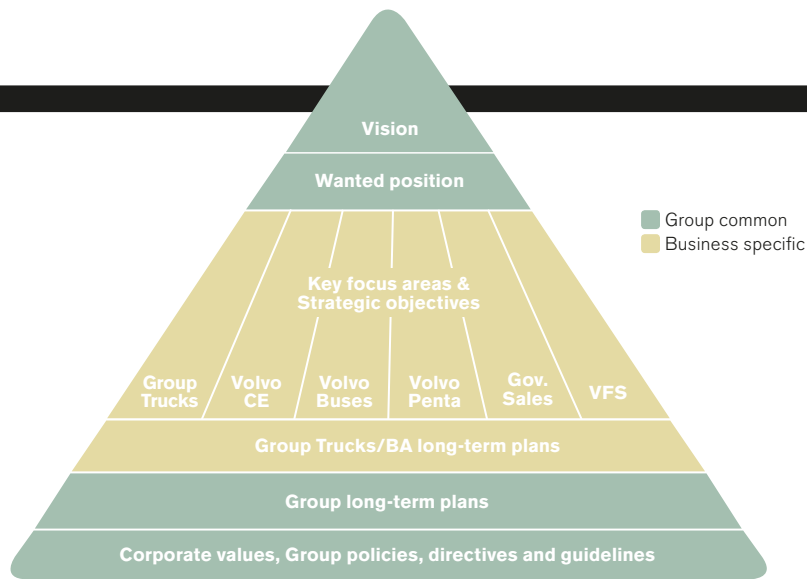 Vision
Wanted position
Group common
Business specific
Key focus areas &
Strategic objectives
Group
Trucks
Volvo
CE
Volvo
Buses
Volvo
Penta
Gov.
Sales
VFS
Group Trucks/BA long-term plans
Group long-term plans
Corporate values, Group policies, directives and guidelines